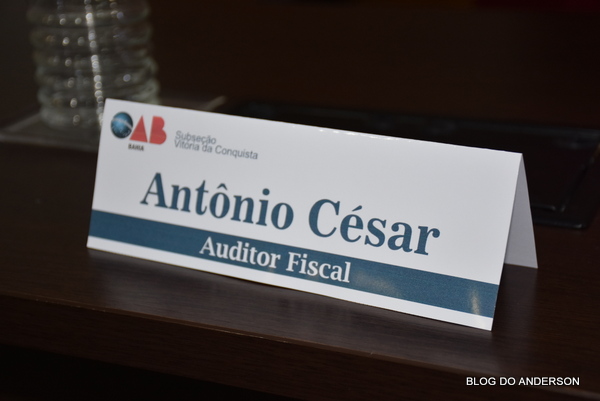 OAB
BAHIA
Subseção
Vitória da Conquista
Antônio César
Auditor Fiscal
BLOG DO ANDERSON